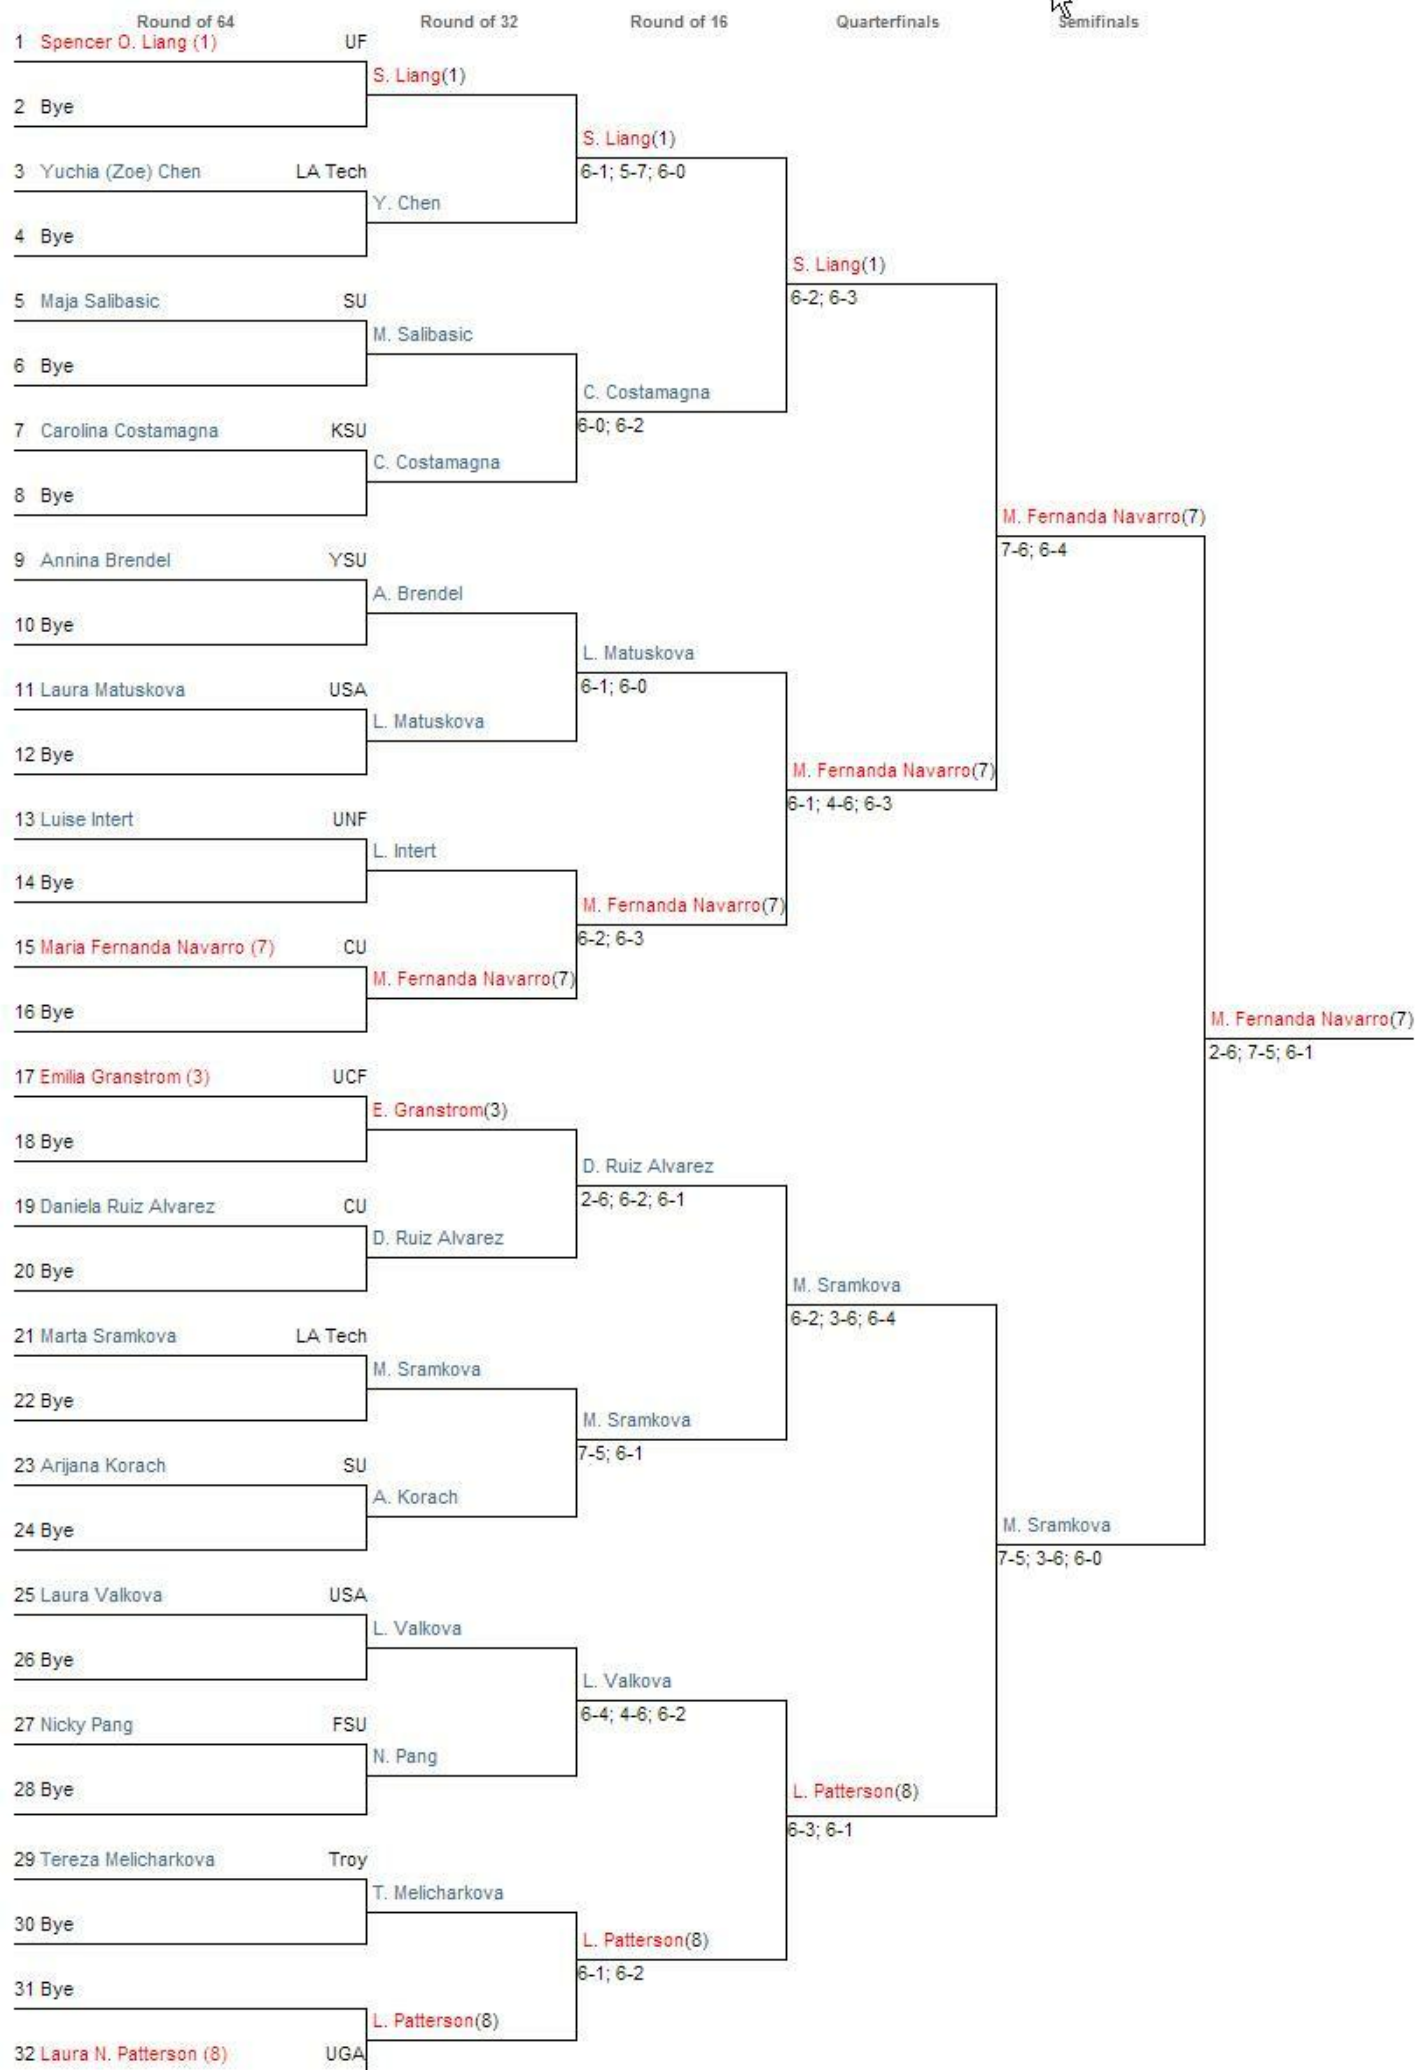 Round of 64 Round of 32 Round of 16 Quarterfinals Semifinals
1 Spencer O. Liang (1) UF
S. Liang(1)
2 Bye
S. Liang(1)
6-1; 5-7; 6-0
3 Yuchia (Zoe) Chen LA Tech
Y. Chen
4 Bye
S. Liang(1)
6-2; 6-3
5 Maja Salibasic SU
M. Salibasic
6 Bye
C. Costamagna
6-0; 6-2
7 Carolina Costamagna KSU
C. Costamagna
8 Bye
M. Fernanda Navarro(7)
7-6; 6-4
9 Annina Brendel YSU
A. Brendel
10 Bye
L. Matuskova
6-1; 6-0
11 Laura Matuskova USA
L. Matuskova
12 Bye
M. Fernanda Navarro(7)
6-1; 4-6; 6-3
13 Luise Intert UNF
L. Intert
14 Bye
M. Fernanda Navarro(7)
6-2; 6-3
15 Maria Fernanda Navarro (7) CU
M. Fernanda Navarro(7)
16 Bye
M. Fernanda Navarro(7)
2-6; 7-5; 6-1
17 Emilia Granstrom (3) UCF
E. Granstrom(3)
18 Bye
D. Ruiz Alvarez
2-6; 6-2; 6-1
19 Daniela Ruiz Alvarez CU
D. Ruiz Alvarez
20 Bye
M. Sramkova
6-2; 3-6; 6-4
21 Marta Sramkova LA Tech
M. Sramkova
22 Bye
M. Sramkova
7-5; 6-1
23 Arijana Korach SU
A. Korach
24 Bye
M. Sramkova
7-5; 3-6; 6-0
25 Laura Valkova USA
L. Valkova
26 Bye
L. Valkova
6-4; 4-6; 6-2
27 Nicky Pang FSU
N. Pang
28 Bye
L. Patterson(8)
6-3; 6-1
29 Tereza Melicharkova Troy
T. Melicharkova
30 Bye
L. Patterson(8)
6-1; 6-2
31 Bye
L. Patterson(8)
32 Laura N. Patterson (8) UGA